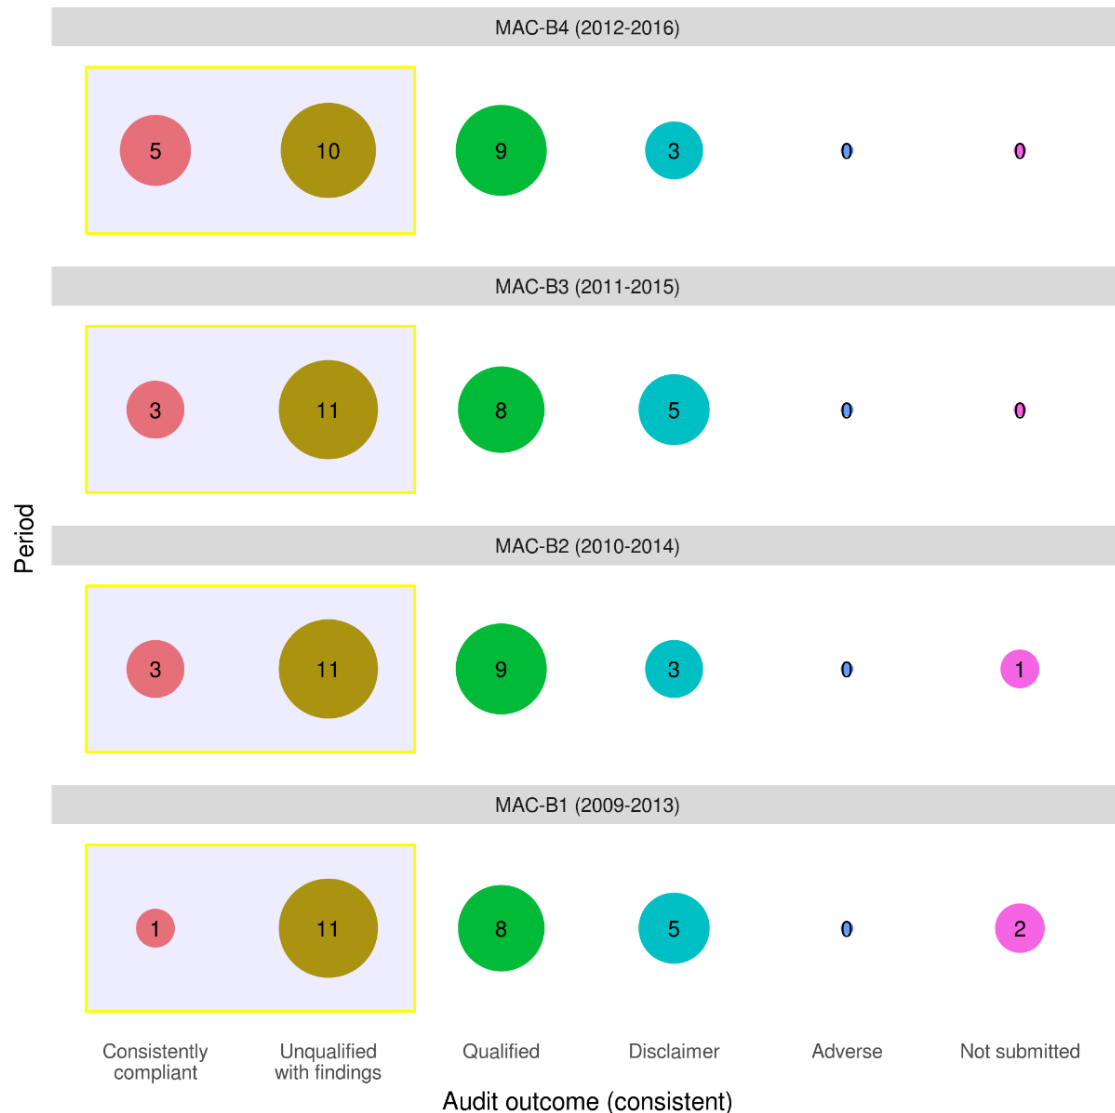 MAC-B4 (2012-2016)
5 10 9 3 0 0
MAC-B3 (2011-2015)
3 11 8 5 0 0
Period
MAC-B2 (2010-2014)
3 11 9 3 0 1
MAC-B1 (2009-2013)
1 11 8 5 0 2
Consistently compliant
Unqualified with findings
Qualified
Disclaimer
Adverse
Not submitted
Audit outcome (consistent)